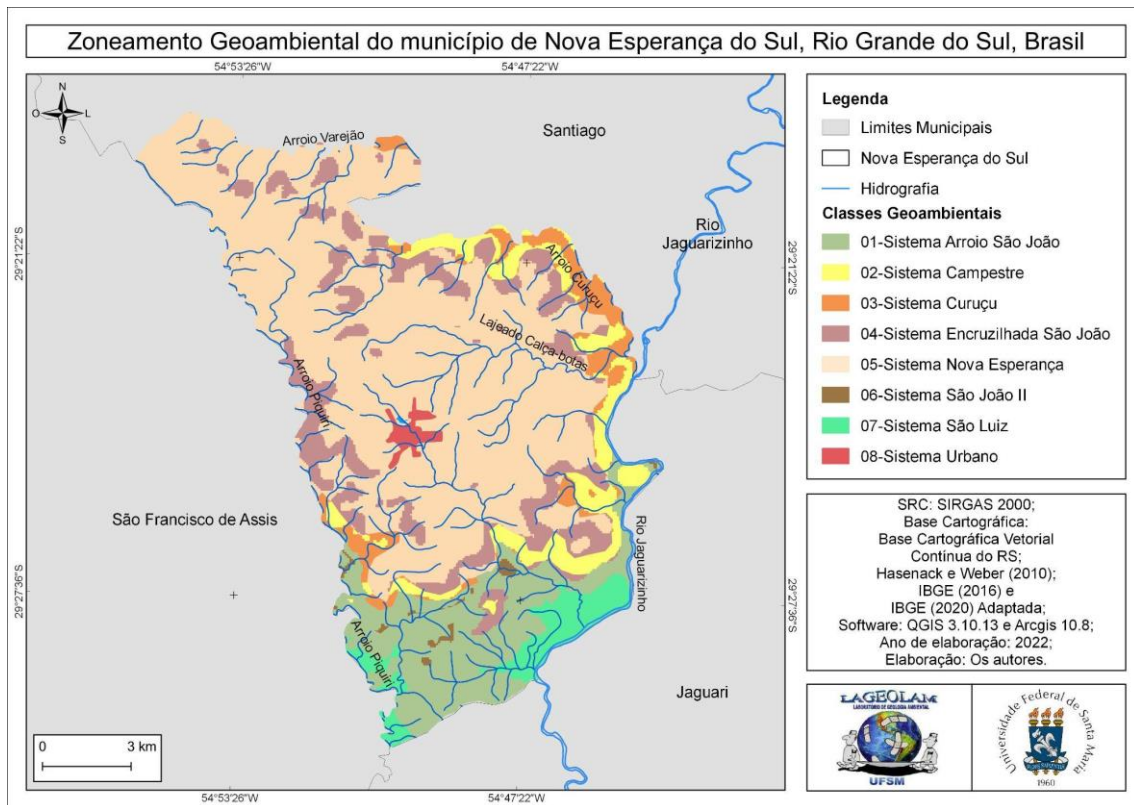 Zoneamento Geoambiental do município de Nova Esperança do Sul, Rio Grande do Sul, Brasil
54°53'26"O
54°47'22"O
N
O
L
S
Arroio Varejão
Santiago
29°21'22"S
29°21'22"S
Rio
Jaguarizinho
Arroio Curuçu
Lajeado Calça-botas
Arroio Piquiri
São Francisco de Assis
Rio Jaguarizinho
29°27'36"S
29°27'36"S
Arroio Piquiri
Jaguari
0
3 km
54°53'26"O
54°47'22"O
Legenda
Limites Municipais
Nova Esperança do Sul
Hidrografia
Classes Geoambientais
01-Sistema Arroio São João
02-Sistema Campestre
03-Sistema Curuçu
04-Sistema Encruzilhada São João
05-Sistema Nova Esperança
06-Sistema São João II
07-Sistema São Luiz
08-Sistema Urbano
SRC: SIRGAS 2000;
Base Cartográfica:
Base Cartográfica Vetorial
Contínua do RS;
Hasenack e Weber (2010);
IBGE (2016) e
IBGE (2020) Adaptada;
Software: QGIS 3.10.13 e Arcgis 10.8;
Ano de elaboração: 2022;
Elaboração: Os autores.
LAGEOLAM
LABORATÓRIO DE GEOLOGIA AMBIENTAL
UFSM
Universidade Federal de Santa Maria
1960